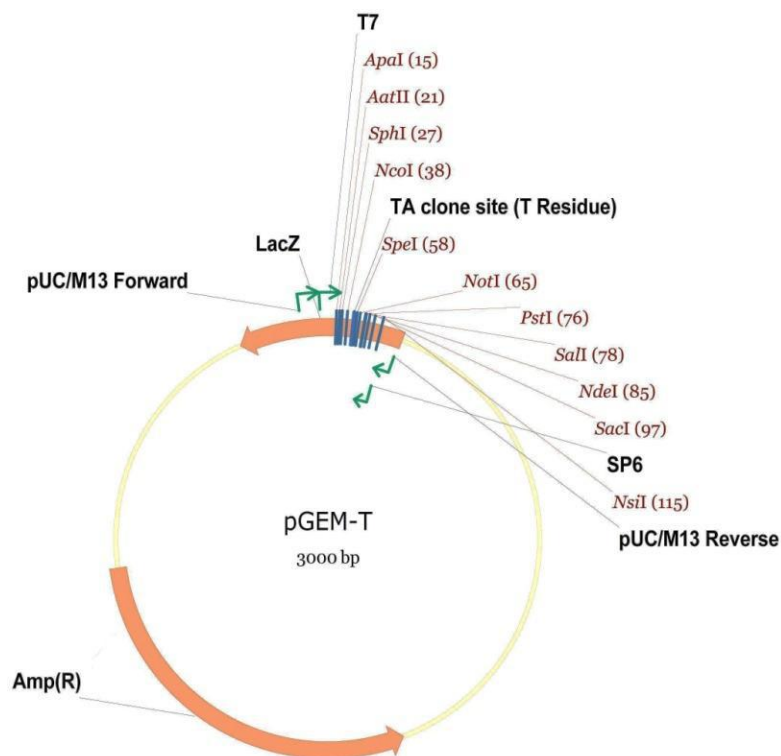 T7
ApaI (15)
AatII (21)
SphI (27)
NcoI (38)
TA clone site (T Residue)
LacZ
SpeI (58)
pUC/M13 Forward
NotI (65)
PstI (76)
SalI (78)
NdeI (85)
SacI (97)
SP6
NsiI (115)
pGEM-T
pUC/M13 Reverse
3000 bp
Amp(R)